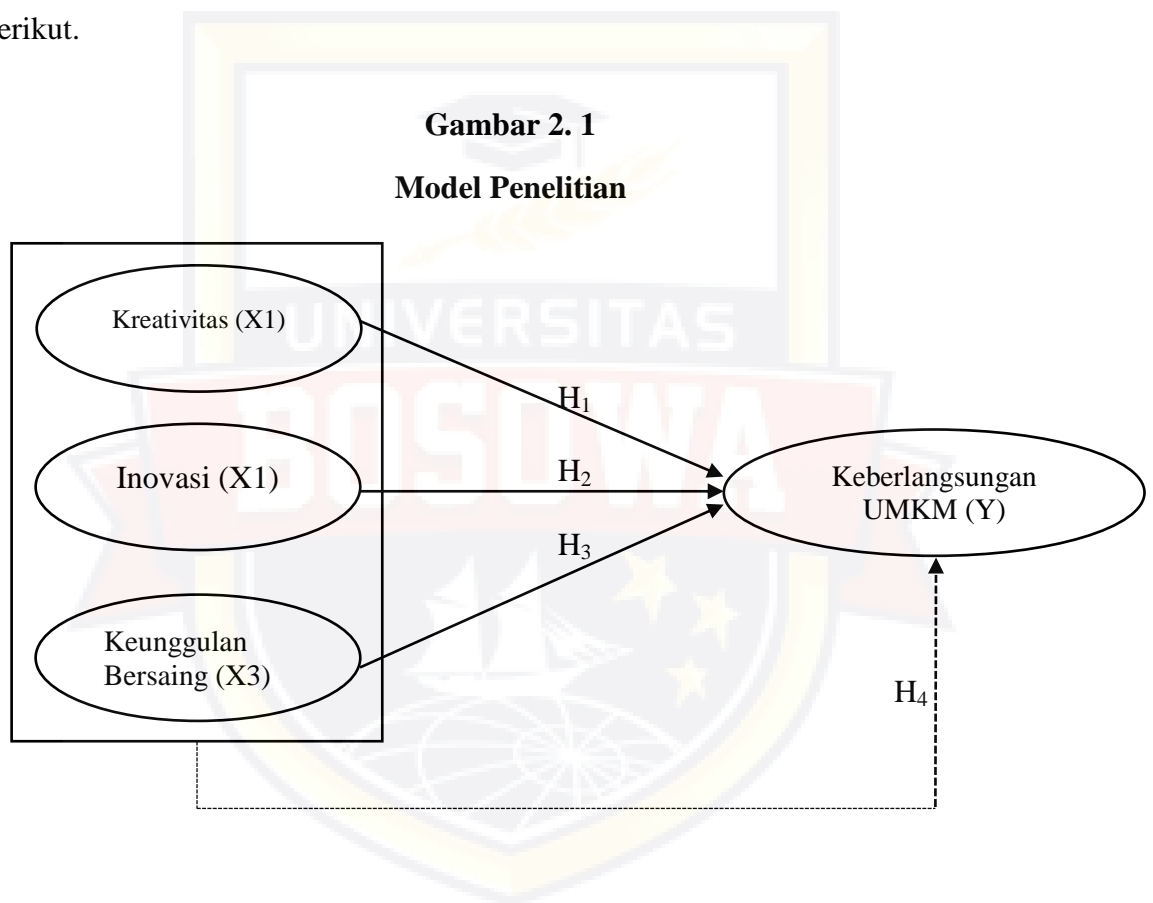 erikut.
Gambar 2. 1
Model Penelitian
UNIVERSITAS
BOSOWA
Kreativitas (X1)
H₁
Inovasi (X1)
H₂
Keberlangsungan
UMKM (Y)
H₃
Keunggulan
Bersaing (X3)
H₄